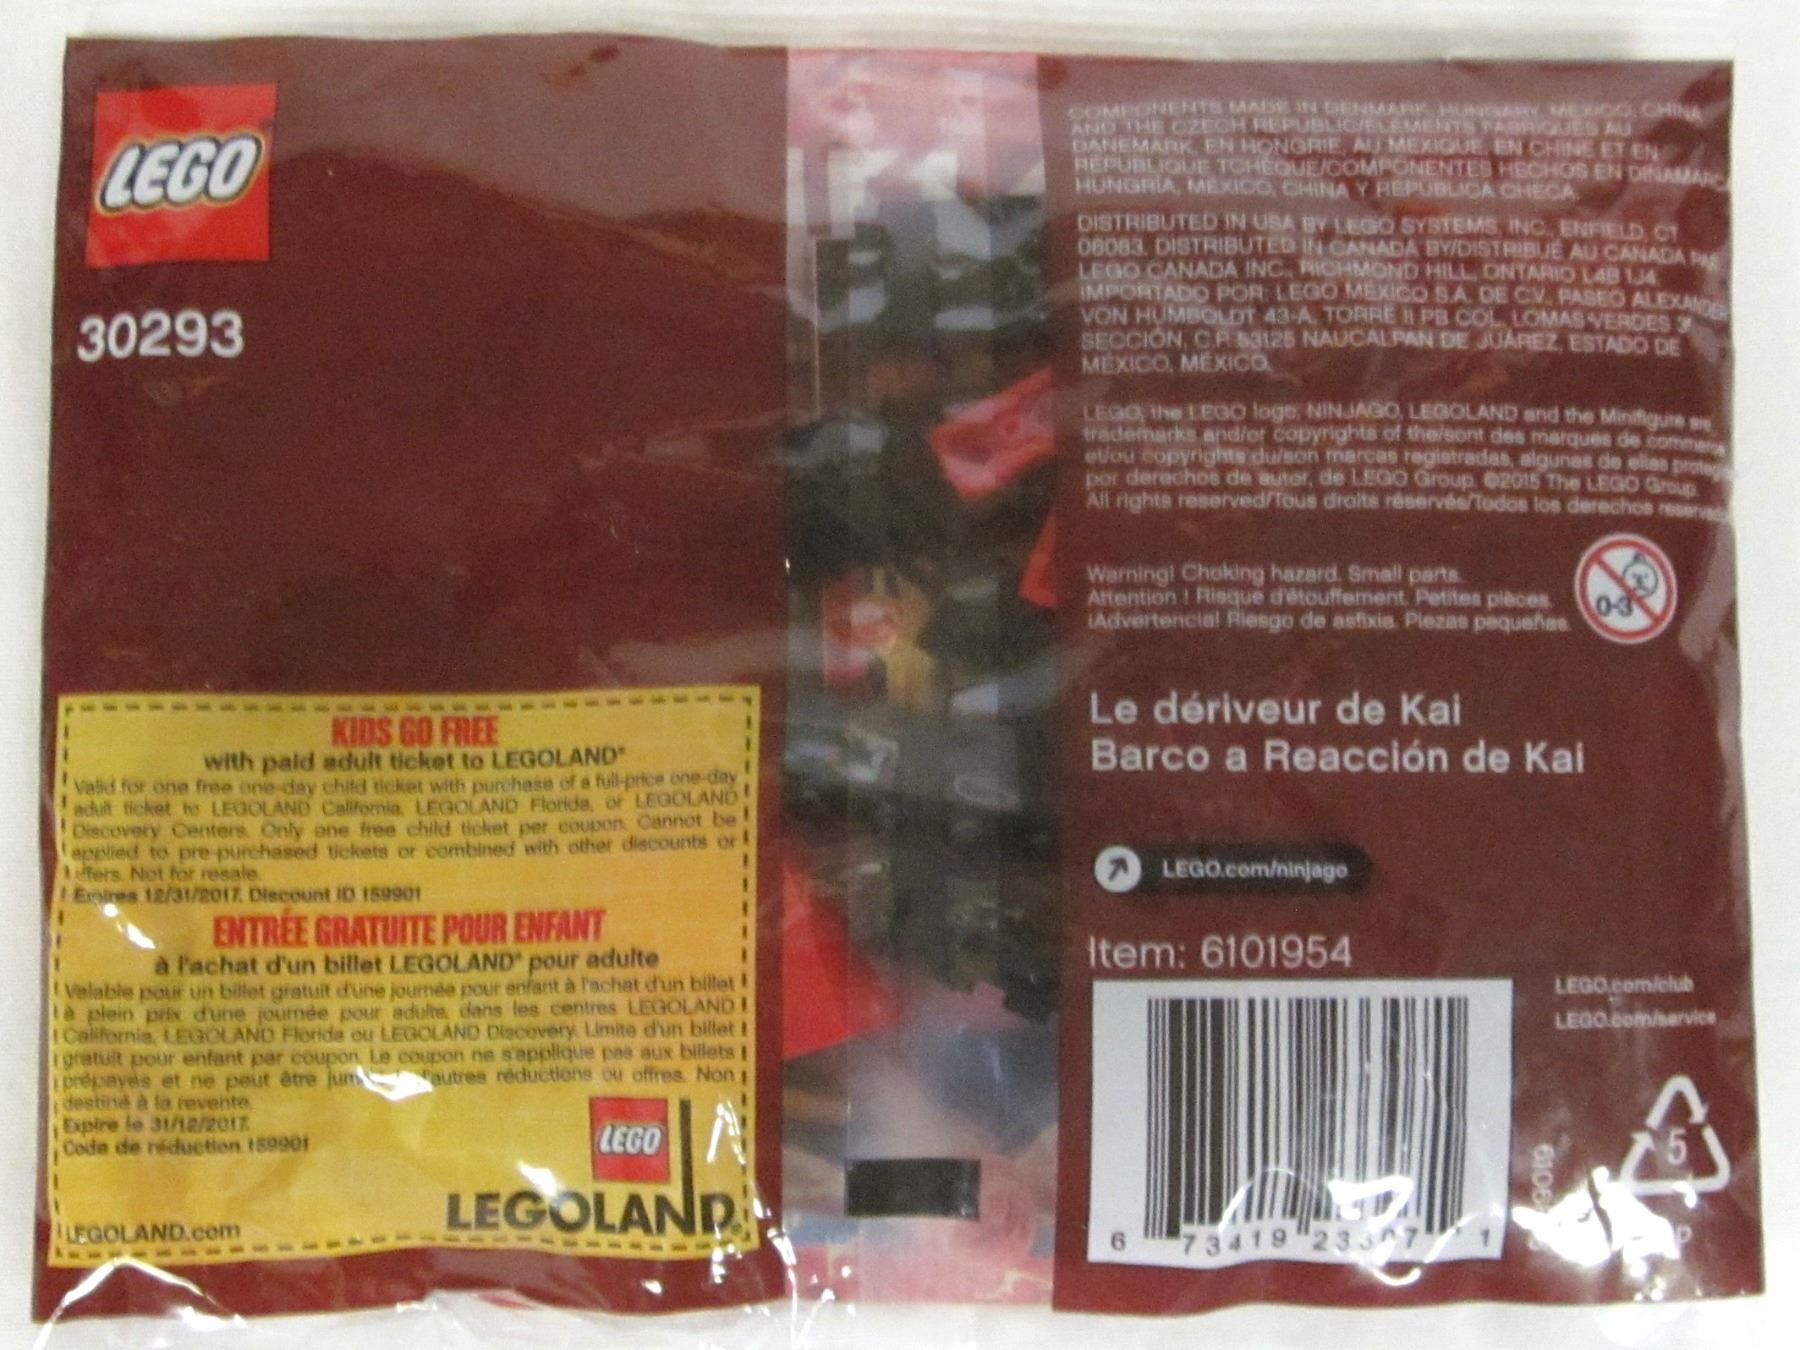 LEGO
30293
KIDS GO FREE
with paid adult ticket to LEGOLAND®
Valid for one free one-day child ticket with purchase of a full-price one-day
adult ticket to LEGOLAND California, LEGOLAND Florida, or LEGOLAND
Discovery Centers. Only one free child ticket per coupon. Cannot be
applied to pre-purchased tickets or combined with other discounts or
offers. Not for resale.
Expires 12/31/2017. Discount ID 159901
ENTRÉE GRATUITE POUR ENFANT
à l'achat d'un billet LEGOLAND® pour adulte
Valable pour un billet gratuit d'une journée pour enfant à l'achat d'un billet
à plein prix d'une journée pour adulte, dans les centres LEGOLAND
California, LEGOLAND Florida ou LEGOLAND Discovery. Limite d'un billet
gratuit pour enfant par coupon. Le coupon ne s'applique pas aux billets
prépayés et ne peut être d'autres réductions ou offres. Non
destiné à la revente.
Expire le 31/12/2017.
Code de réduction 159901
LEGO
LEGOLAND®
LEGOLAND.com
COMPONENTS MADE IN DENMARK, HUNGARY, MEXICO, CHINA
AND THE CZECH REPUBLIC/ELEMENTS FABRIQUES AU
DANEMARK, EN HONGRIE, AU MEXIQUE, EN CHINE ET EN
REPUBLIQUE TCHEQUE/COMPONENTES HECHOS EN DINAMARCA
HUNGRÍA, MÉXICO, CHINA Y REPÚBLICA CHECA.
DISTRIBUTED IN USA BY LEGO SYSTEMS, INC., ENFIELD, CT
06083. DISTRIBUTED IN CANADA BY/DISTRIBUÉ AU CANADA PAR
LEGO CANADA INC., RICHMOND HILL, ONTARIO L4B 1J4.
IMPORTADO POR: LEGO MÉXICO S.A. DE C.V. PASEO ALEXANDER
VON HUMBOLDT 43-A, TORRE II PB COL. LOMAS VERDES 3ª
SECCIÓN, C.P. 53125 NAUCALPAN DE JUÁREZ, ESTADO DE
MÉXICO, MÉXICO.
LEGO, the LEGO logo, NINJAGO, LEGOLAND and the Minifigure are
trademarks and/or copyrights of the/sont des marques de commerce
et/ou copyrights du/son marcas registradas, algunas de ellas
por derechos de autor, de LEGO Group. ©2015 The LEGO Group.
All rights reserved/Tous droits réservés/Todos los derechos
Warning! Choking hazard. Small parts.
Attention ! Risque d'étouffement. Petites pièces.
¡Advertencia! Riesgo de asfixia. Piezas pequeñas.
0-3
Le dériveur de Kai
Barco a Reacción de Kai
LEGO.com/ninjago
Item: 6101954
LEGO.com/club
LEGO.com/service
6 73419 23307 1
5